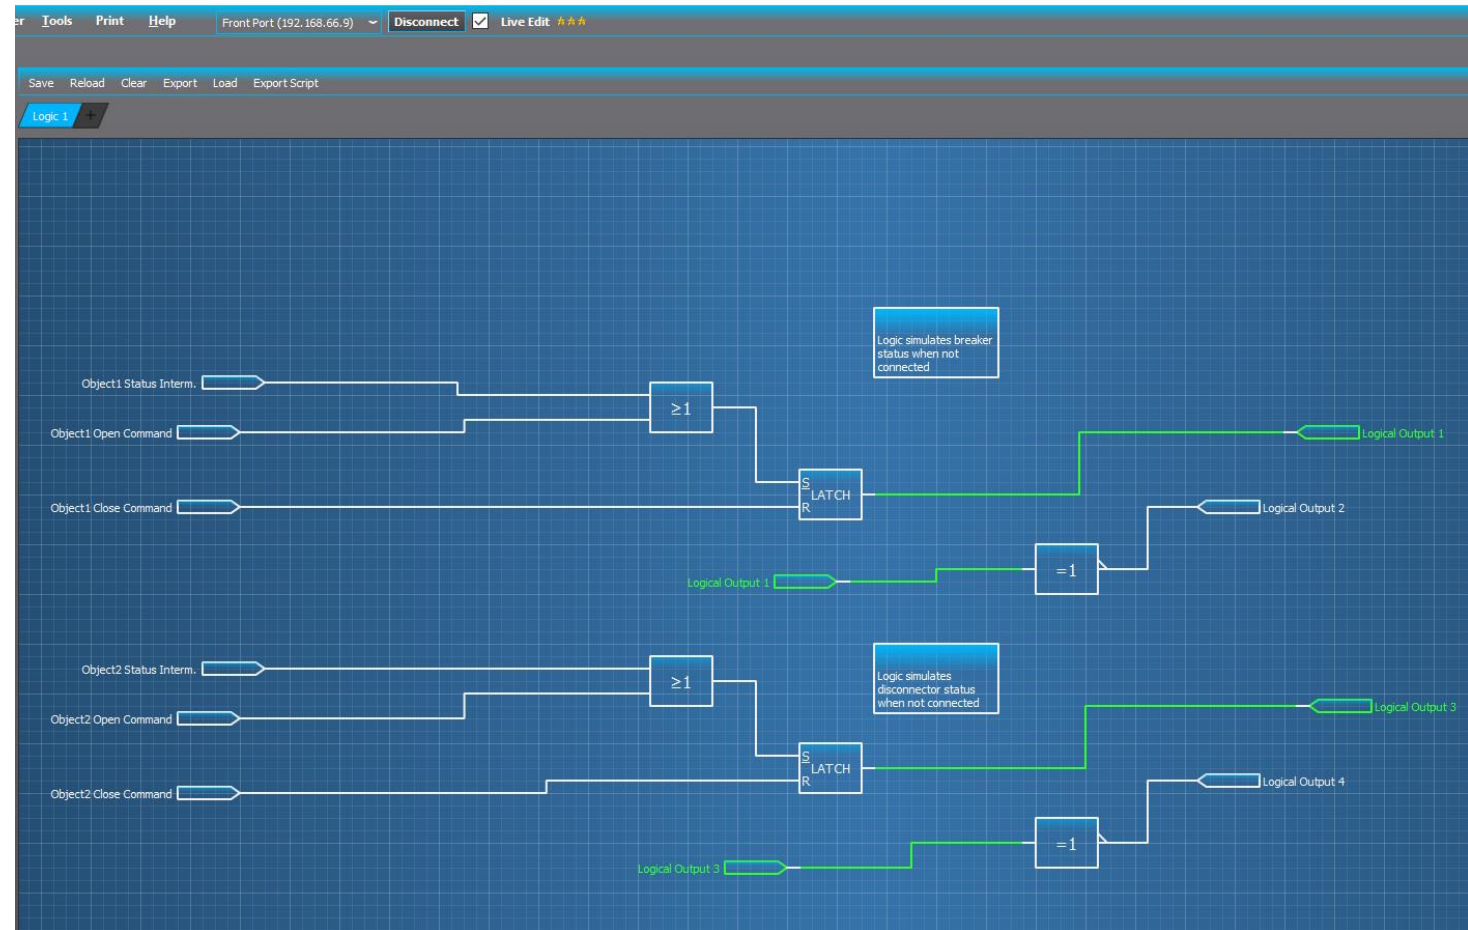 er Tools Print Help Front Port (192.168.66.9) Disconnect Live Edit
Save Reload Clear Export Load Export Script
Logic 1 +
Logic simulates breaker
status when not
connected
Object1 Status Interm.
≥1
Object1 Open Command
Logical Output 1
S
LATCH
R
Object1 Close Command
Logical Output 2
=1
Logical Output 1
Logic simulates
disconnector status
when not connected
Object2 Status Interm.
≥1
Object2 Open Command
Logical Output 3
S
LATCH
R
Object2 Close Command
Logical Output 4
=1
Logical Output 3